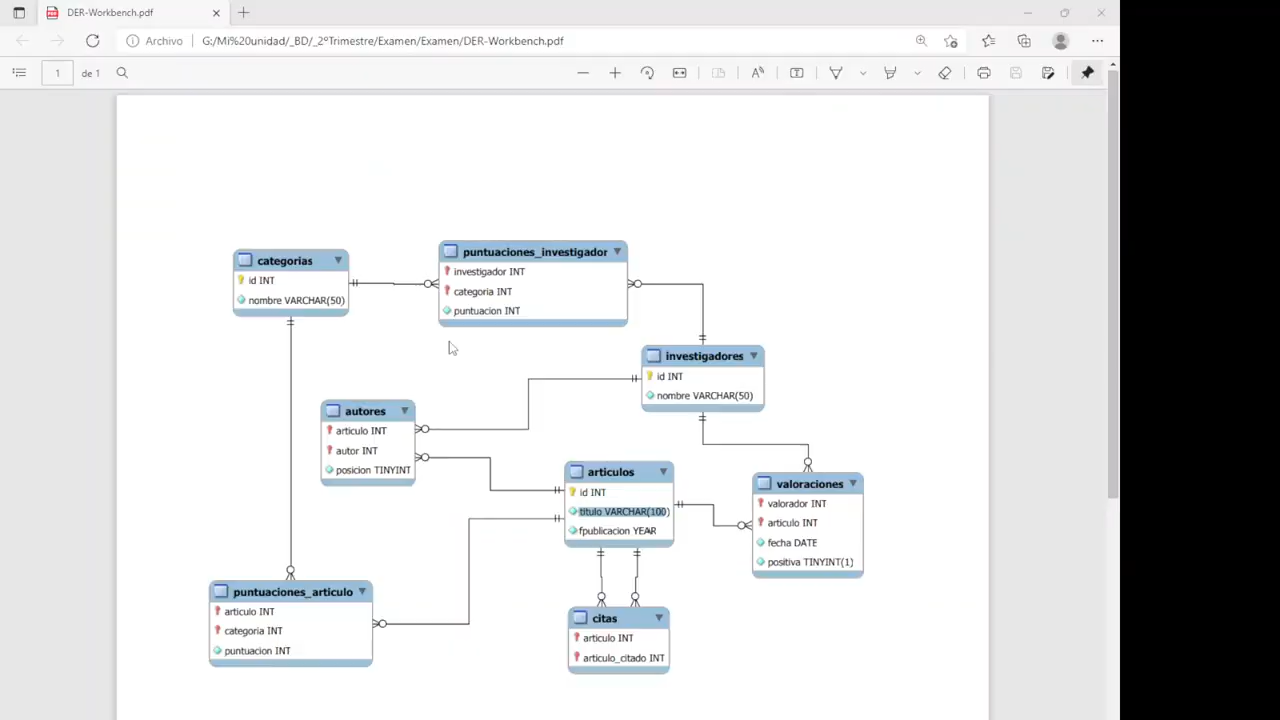 DER-Workbench.pdf
Archivo
G:/Mi%20unidad/_BD/_2ºTrimestre/Examen/Examen/DER-Workbench.pdf
1
de 1
categorias
id INT
nombre VARCHAR(50)
puntuaciones_investigador
investigador INT
categoria INT
puntuacion INT
investigadores
id INT
nombre VARCHAR(50)
autores
articulo INT
autor INT
posicion TINYINT
articulos
id INT
titulo VARCHAR(100)
fpublicacion YEAR
valoraciones
valorador INT
articulo INT
fecha DATE
positiva TINYINT(1)
puntuaciones_articulo
articulo INT
categoria INT
puntuacion INT
citas
articulo INT
articulo_citado INT